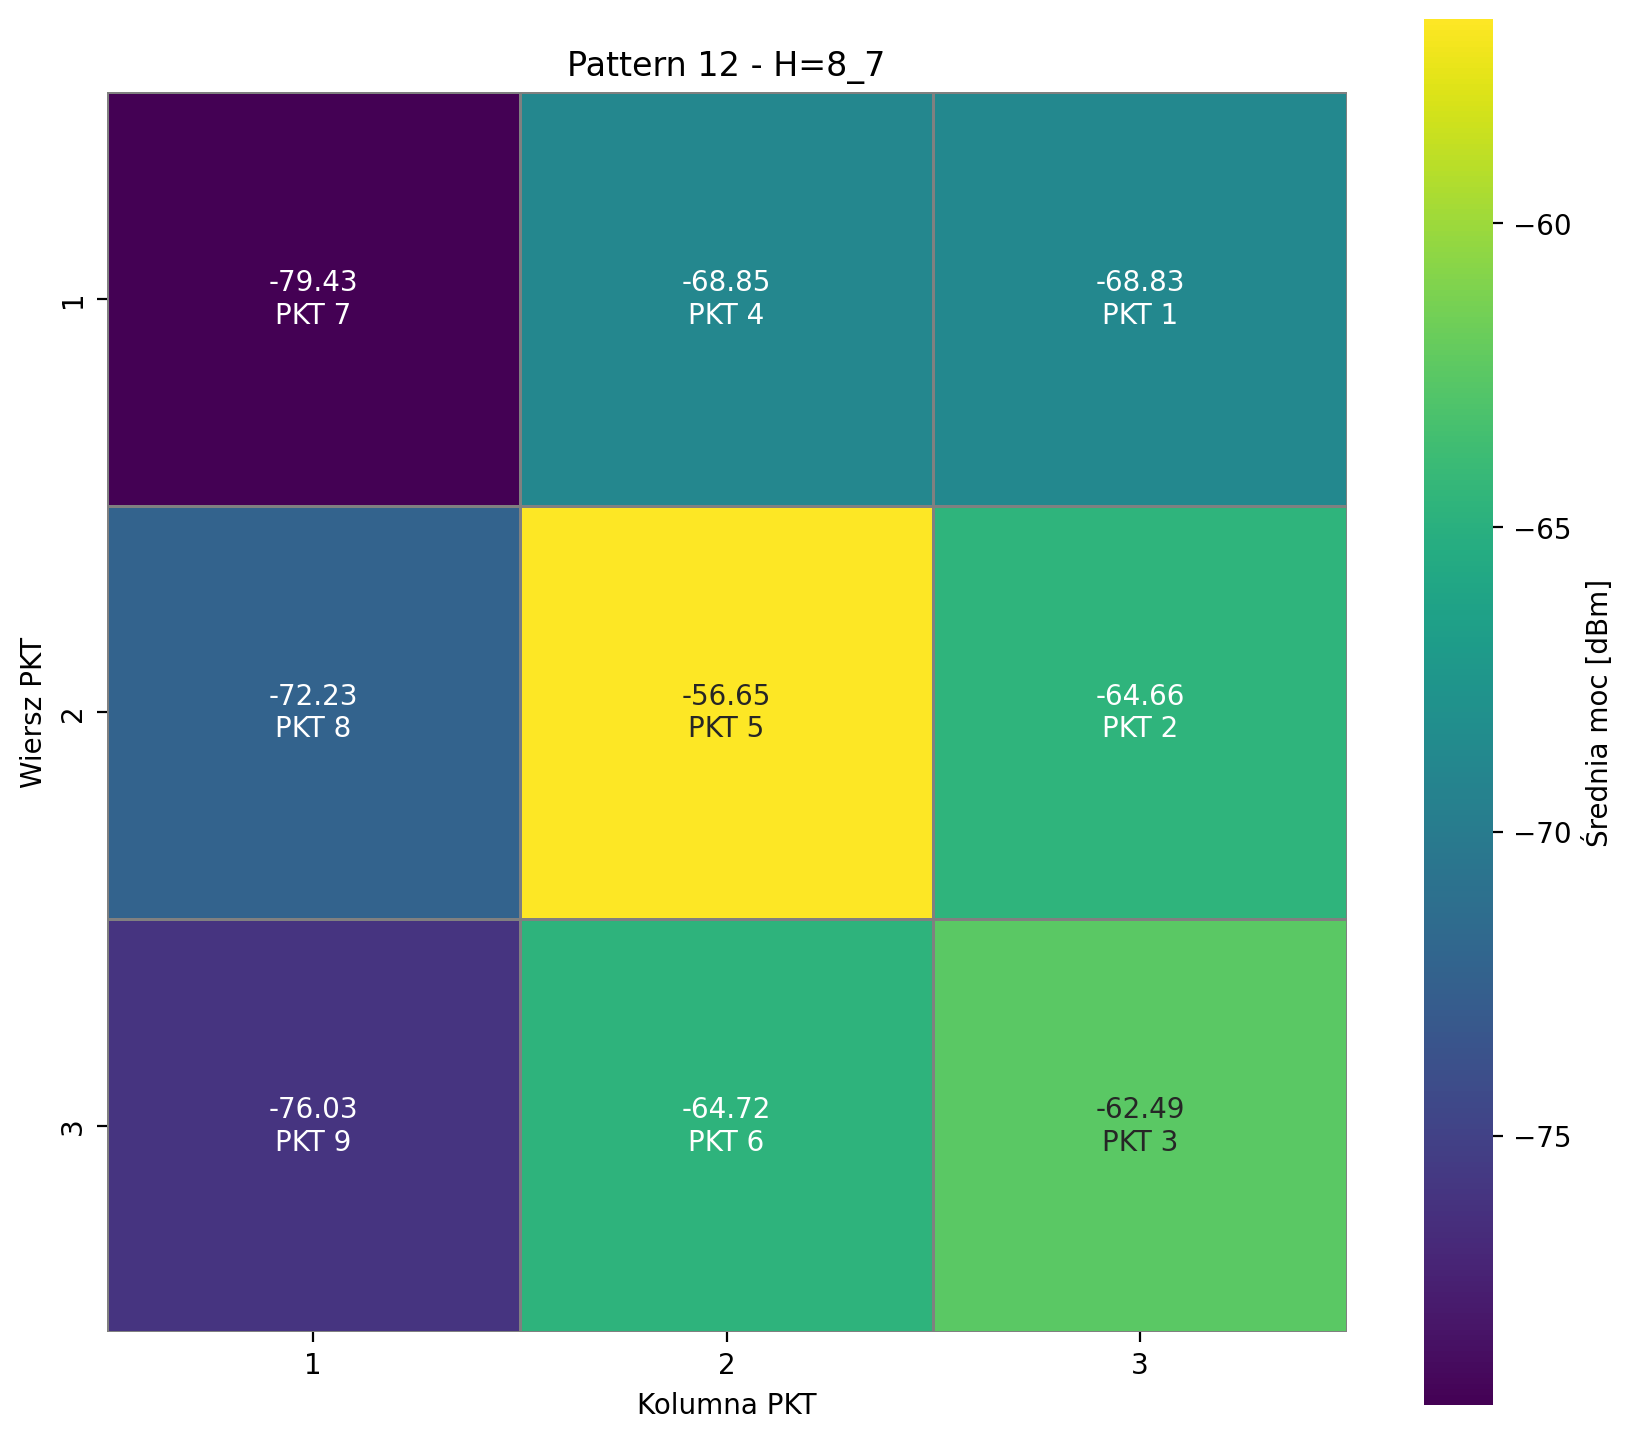 Pattern 12 - H=8_7
-79.43
PKT 7
-68.85
PKT 4
-68.83
PKT 1
-72.23
PKT 8
-56.65
PKT 5
-64.66
PKT 2
-76.03
PKT 9
-64.72
PKT 6
-62.49
PKT 3
1
2
3
Wiersz PKT
1
2
3
Kolumna PKT
−60
−65
−70
−75
Średnia moc [dBm]